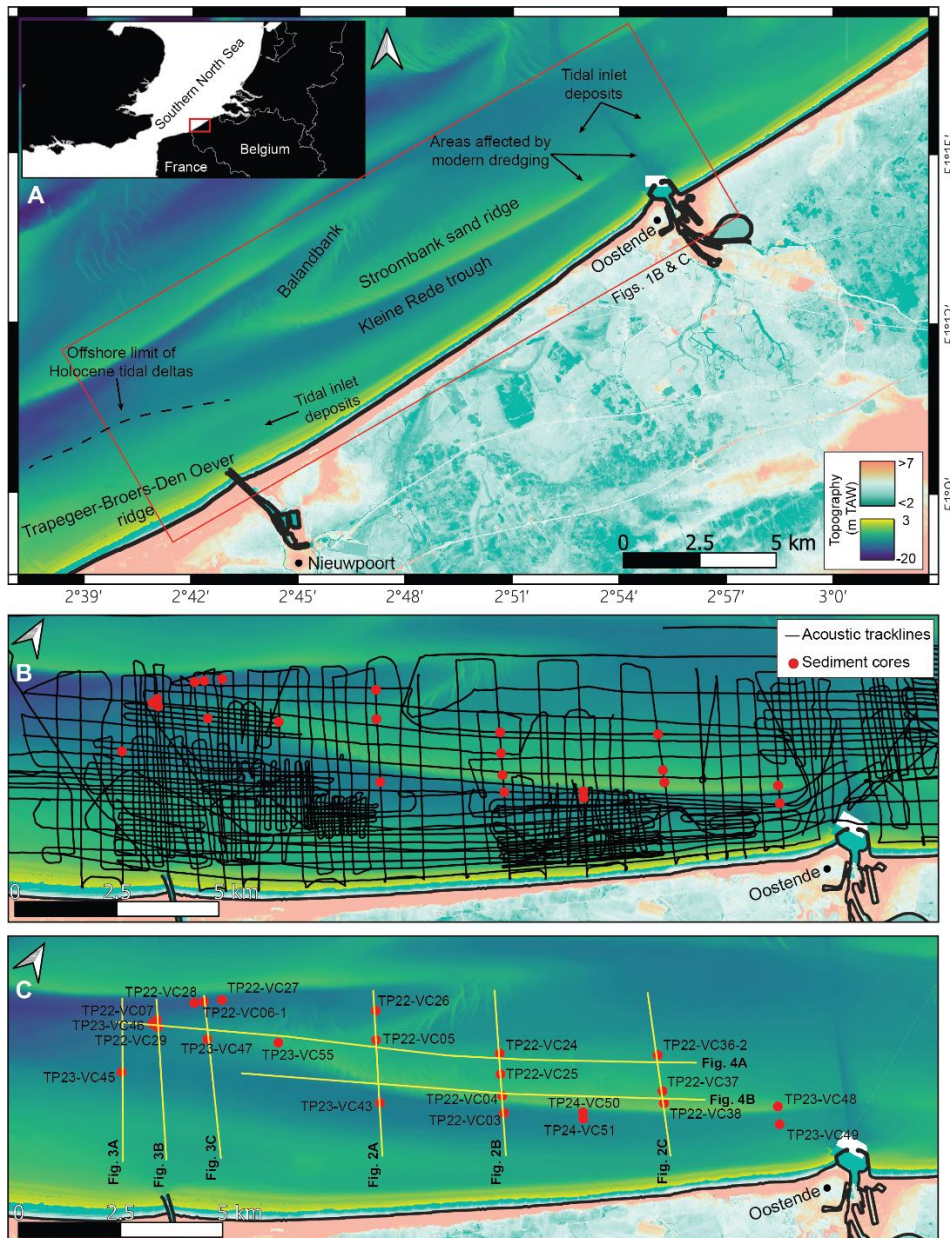 Southern North Sea
Belgium
France
A
Tidal inlet
deposits
Areas affected by
modern dredging
Balandbank
Stroombank sand ridge
Kleine Rede trough
Oostende
Figs. 1B & C
Offshore limit of
Holocene tidal deltas
Tidal inlet
deposits
Trapegeer-Broers-Den Oever
ridge
Nieuwpoort
0 2.5 5 km
Topography
(m TAW)
>7
<2
3
-20
51°15'
51°12'
51°9'
2°39' 2°42' 2°45' 2°48' 2°51' 2°54' 2°57' 3°0'
B
Acoustic tracklines
Sediment cores
Oostende
0 2.5 5 km
C
TP22-VC28
TP22-VC27
TP22-VC07
TP22-VC06-1
TP22-VC26
TP23-VC46
TP22-VC29
TP23-VC47
TP23-VC55
TP22-VC05
TP22-VC24
TP22-VC36-2
Fig. 4A
TP23-VC45
TP22-VC25
TP22-VC37
Fig. 4B
TP23-VC43
TP22-VC04
TP24-VC50
TP22-VC38
TP23-VC48
TP22-VC03
TP24-VC51
TP23-VC49
Fig. 3A
Fig. 3B
Fig. 3C
Fig. 2A
Fig. 2B
Fig. 2C
Oostende
0 2.5 5 km